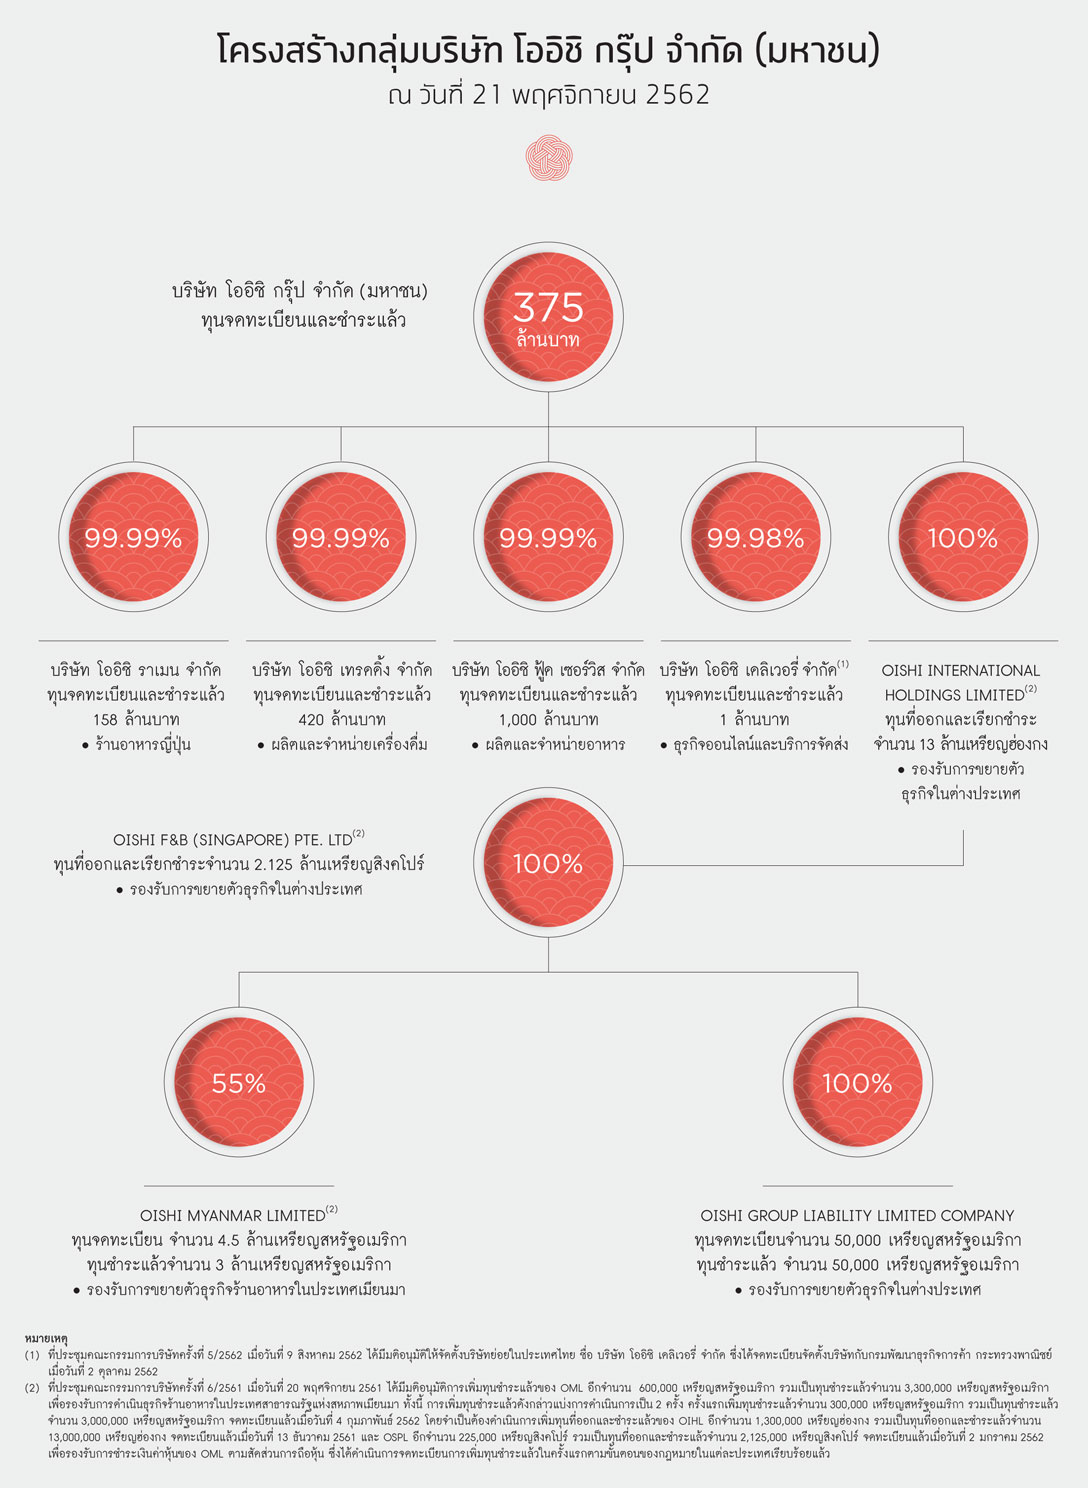 โครงสร้างกลุ่มบริษัท โออิชิ กรุ๊ป จำกัด (มหาชน)
ณ วันที่ 21 พฤศจิกายน 2562
บริษัท โออิชิ กรุ๊ป จำกัด (มหาชน)
ทุนจดทะเบียนและชำระแล้ว
375
ล้านบาท
99.99%
99.99%
99.99%
99.98%
100%
บริษัท โออิชิ ราเมน จำกัด
ทุนจดทะเบียนและชำระแล้ว
158 ล้านบาท
• ร้านอาหารญี่ปุ่น
บริษัท โออิชิ เทรดดิ้ง จำกัด
ทุนจดทะเบียนและชำระแล้ว
420 ล้านบาท
• ผลิตและจำหน่ายเครื่องดื่ม
บริษัท โออิชิ ฟู้ด เซอร์วิส จำกัด
ทุนจดทะเบียนและชำระแล้ว
1,000 ล้านบาท
• ผลิตและจำหน่ายอาหาร
บริษัท โออิชิ เดลิเวอรี่ จำกัด(1)
ทุนจดทะเบียนและชำระแล้ว
1 ล้านบาท
• ธุรกิจออนไลน์และบริการจัดส่ง
OISHI INTERNATIONAL
HOLDINGS LIMITED(2)
ทุนที่ออกและเรียกชำระ
จำนวน 13 ล้านเหรียญฮ่องกง
• รองรับการขยายตัว
ธุรกิจในต่างประเทศ
OISHI F&B (SINGAPORE) PTE. LTD(2)
ทุนที่ออกและเรียกชำระจำนวน 2.125 ล้านเหรียญสิงคโปร์
• รองรับการขยายตัวธุรกิจในต่างประเทศ
100%
55%
100%
OISHI MYANMAR LIMITED(2)
ทุนจดทะเบียน จำนวน 4.5 ล้านเหรียญสหรัฐอเมริกา
ทุนชำระแล้วจำนวน 3 ล้านเหรียญสหรัฐอเมริกา
• รองรับการขยายตัวธุรกิจร้านอาหารในประเทศเมียนมา
OISHI GROUP LIABILITY LIMITED COMPANY
ทุนจดทะเบียนจำนวน 50,000 เหรียญสหรัฐอเมริกา
ทุนชำระแล้ว จำนวน 50,000 เหรียญสหรัฐอเมริกา
• รองรับการขยายตัวธุรกิจในต่างประเทศ
หมายเหตุ
(1) ที่ประชุมคณะกรรมการบริษัทครั้งที่ 5/2562 เมื่อวันที่ 9 สิงหาคม 2562 ได้มีมติอนุมัติให้จัดตั้งบริษัทย่อยในประเทศไทย ชื่อ บริษัท โออิชิ เดลิเวอรี่ จำกัด ซึ่งได้จดทะเบียนจัดตั้งบริษัทกับกรมพัฒนาธุรกิจการค้า กระทรวงพาณิชย์
เมื่อวันที่ 2 ตุลาคม 2562
(2) ที่ประชุมคณะกรรมการบริษัทครั้งที่ 6/2561 เมื่อวันที่ 20 พฤศจิกายน 2561 ได้มีมติอนุมัติการเพิ่มทุนชำระแล้วของ OML อีกจำนวน 600,000 เหรียญสหรัฐอเมริกา รวมเป็นทุนชำระแล้วจำนวน 3,300,000 เหรียญสหรัฐอเมริกา
เพื่อรองรับการดำเนินธุรกิจร้านอาหารในประเทศสาธารณรัฐแห่งสหภาพเมียนมา ทั้งนี้ การเพิ่มทุนชำระแล้วดังกล่าวแบ่งการดำเนินการเป็น 2 ครั้ง ครั้งแรกเพิ่มทุนชำระแล้วจำนวน 300,000 เหรียญสหรัฐอเมริกา รวมเป็นทุนชำระแล้ว
จำนวน 3,000,000 เหรียญสหรัฐอเมริกา จดทะเบียนแล้วเมื่อวันที่ 4 กุมภาพันธ์ 2562 โดยจำเป็นต้องดำเนินการเพิ่มทุนที่ออกและชำระแล้วของ OIHL อีกจำนวน 1,300,000 เหรียญฮ่องกง รวมเป็นทุนที่ออกและชำระแล้วจำนวน
13,000,000 เหรียญฮ่องกง จดทะเบียนแล้วเมื่อวันที่ 13 ธันวาคม 2561 และ OSPL อีกจำนวน 225,000 เหรียญสิงคโปร์ รวมเป็นทุนที่ออกและชำระแล้วจำนวน 2,125,000 เหรียญสิงคโปร์ จดทะเบียนแล้วเมื่อวันที่ 2 มกราคม 2562
เพื่อรองรับการชำระเงินค่าหุ้นของ OML ตามสัดส่วนการถือหุ้น ซึ่งได้ดำเนินการจดทะเบียนการเพิ่มทุนชำระแล้วในครั้งแรกตามขั้นตอนของกฎหมายในแต่ละประเทศเรียบร้อยแล้ว